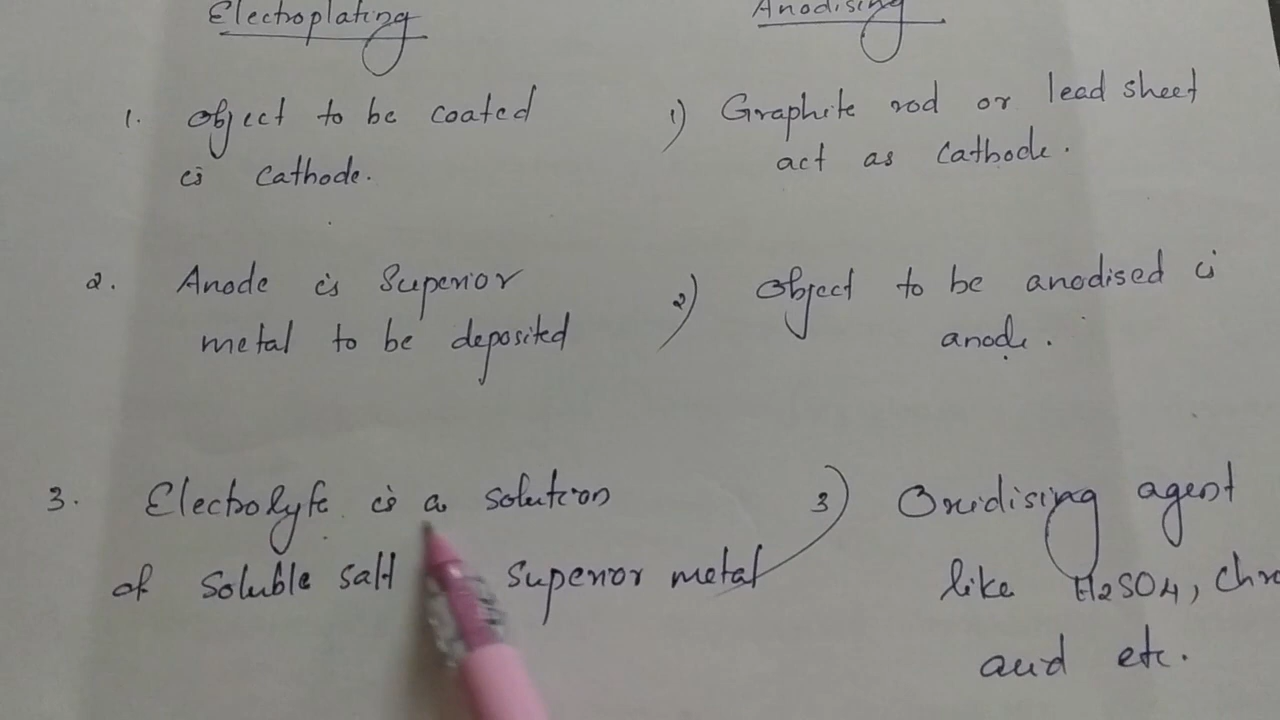 Electroplating
Anodising
1. Object to be coated
is cathode.
1) Graphite rod or lead sheet
act as cathode.
2. Anode is superior
metal to be deposited
2) Object to be anodised is
anode.
3. Electrolyte is a solution
of soluble salt superior metal
3) Oxidising agent
like H2SO4,
etc.